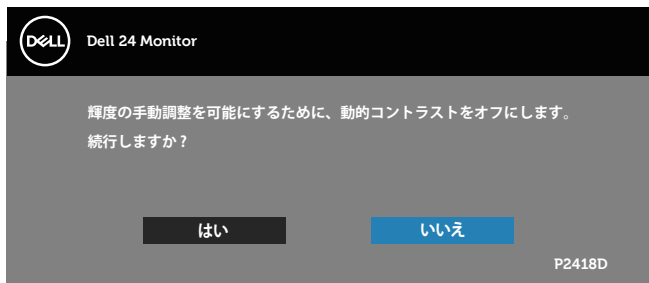 DELL
Dell 24 Monitor
輝度の手動調整を可能にするために、動的コントラストをオフにします。
続行しますか？
はい いいえ
P2418D